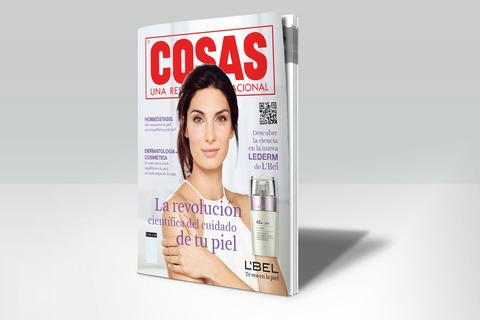 COSAS
UNA RE ACIONAL
HOMEÓSTASIS
DERMATOLOGÍA
COSMÉTICA
Descubre
la ciencia
en la nueva
LEDERM
de L'Bel
La revolución
científica del cuidado
de tu piel
L'BEL
Te ves en la piel